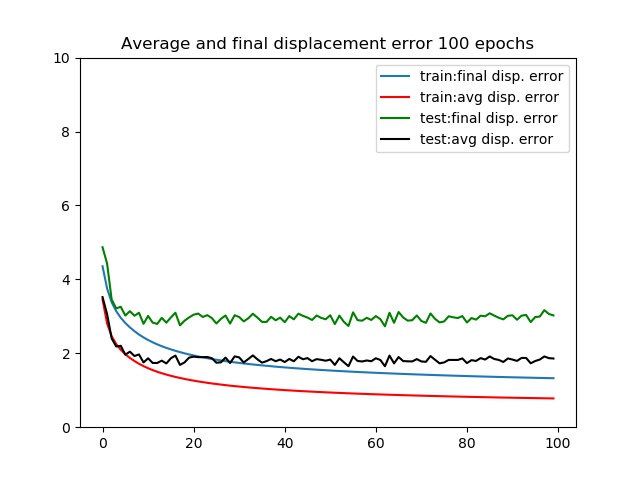 Average and final displacement error 100 epochs
train:final disp. error
train:avg disp. error
test:final disp. error
test:avg disp. error
10
8
6
4
2
0
0 20 40 60 80 100